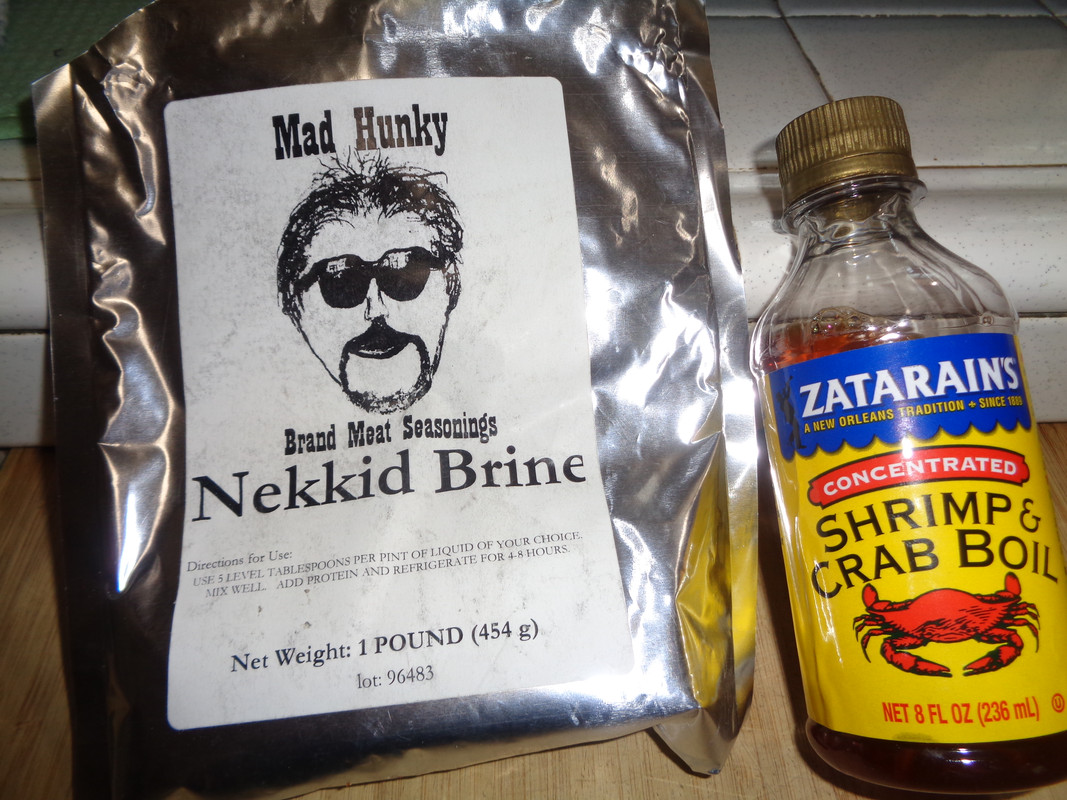 Mad Hunky
Brand Meat Seasonings
Nekkid Brine
Directions for Use:
USE 5 LEVEL TABLESPOONS PER PINT OF LIQUID OF YOUR CHOICE.
MIX WELL. ADD PROTEIN AND REFRIGERATE FOR 4-8 HOURS.
Net Weight: 1 POUND (454 g)
lot: 96483
ZATARAIN'S
A NEW ORLEANS TRADITION + SINCE 1889
CONCENTRATED
SHRIMP &
CRAB BOIL
NET 8 FL OZ (236 mL) U